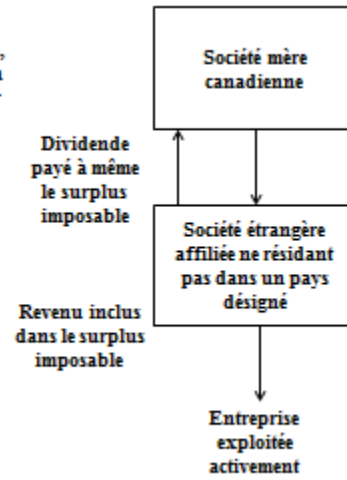 Société mère
canadienne
Dividende
payé à même
le surplus
imposable
Société étrangère
affiliée ne résidant
pas dans un pays
désigné
Revenu inclus
dans le surplus
imposable
Entreprise
exploitée
activement